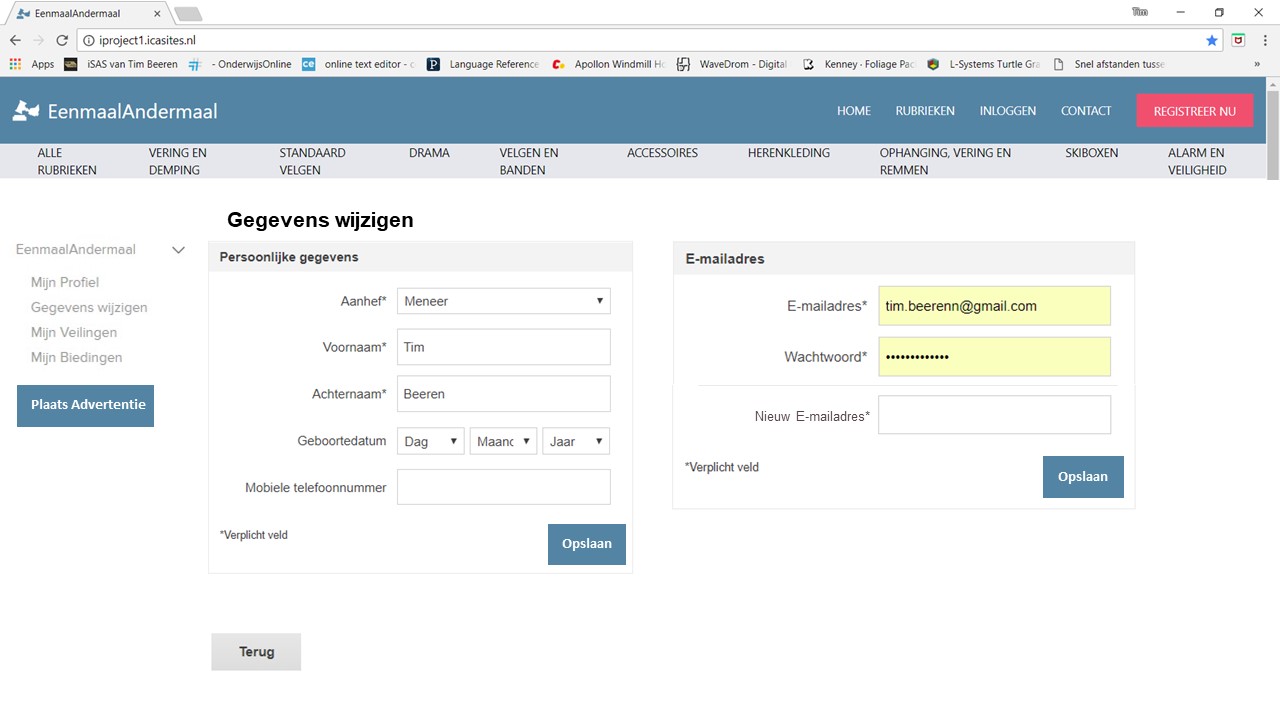 EenmaalAndermaal
Tim
iproject1.icasites.nl
Apps iSAS van Tim Beeren - OnderwijsOnline online text editor - Language Reference Apollon Windmill WaveDrom - Digital Kenney · Foliage L-Systems Turtle Snel afstanden »
EenmaalAndermaal
HOME RUBRIEKEN INLOGGEN CONTACT REGISTREER NU
ALLE RUBRIEKEN
VERING EN DEMPING
STANDAARD VELGEN
DRAMA
VELGEN EN BANDEN
ACCESSOIRES
HERENKLEDING
OPHANGING, VERING EN REMMEN
SKIBOXEN
ALARM EN VEILIGHEID
Gegevens wijzigen
EenmaalAndermaal
Mijn Profiel
Gegevens wijzigen
Mijn Veilingen
Mijn Biedingen
Plaats Advertentie
Persoonlijke gegevens
Aanhef* Meneer
Voornaam* Tim
Achternaam* Beeren
Geboortedatum Dag Maand Jaar
Mobiele telefoonnummer
*Verplicht veld
Opslaan
E-mailadres
E-mailadres* tim.beerenn@gmail.com
Wachtwoord* •••••••••••••
Nieuw E-mailadres*
*Verplicht veld
Opslaan
Terug